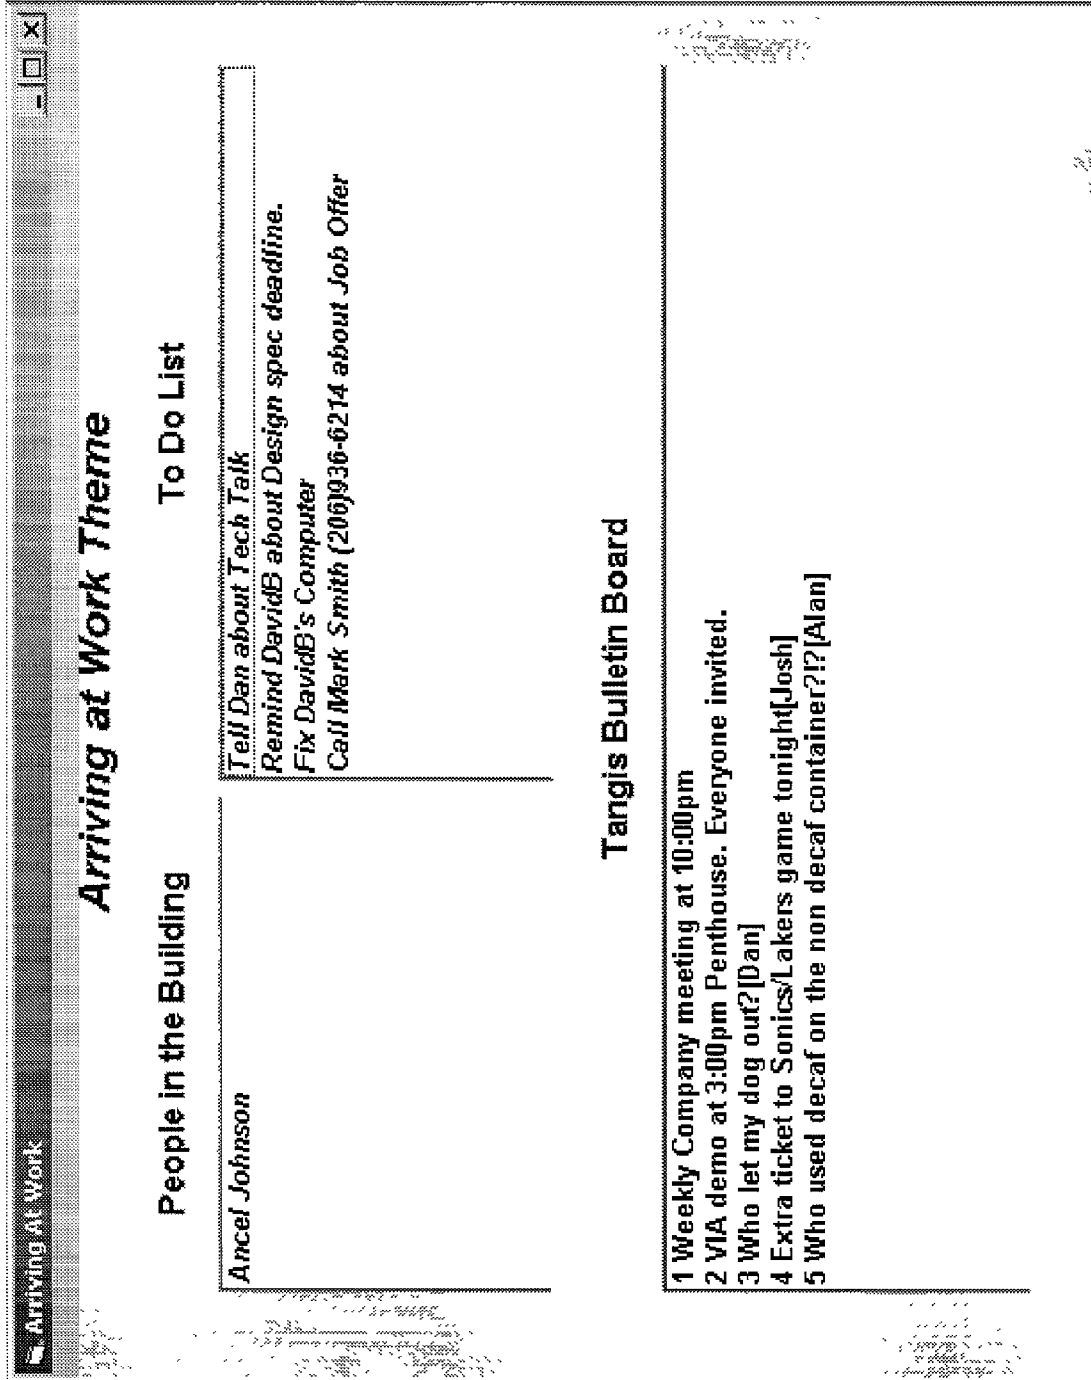 Arriving At Work
Arriving at Work Theme
People in the Building
Ancel Johnson
To Do List
Tell Dan about Tech Talk
Remind DavidB about Design spec deadline.
Fix DavidB's Computer
Call Mark Smith (206)936-6214 about Job Offer
Tangis Bulletin Board
1 Weekly Company meeting at 10:00pm
2 VIA demo at 3:00pm Penthouse. Everyone invited.
3 Who let my dog out?[Dan]
4 Extra ticket to Sonics/Lakers game tonight[Josh]
5 Who used decaf on the non decaf container?!?[Alan]